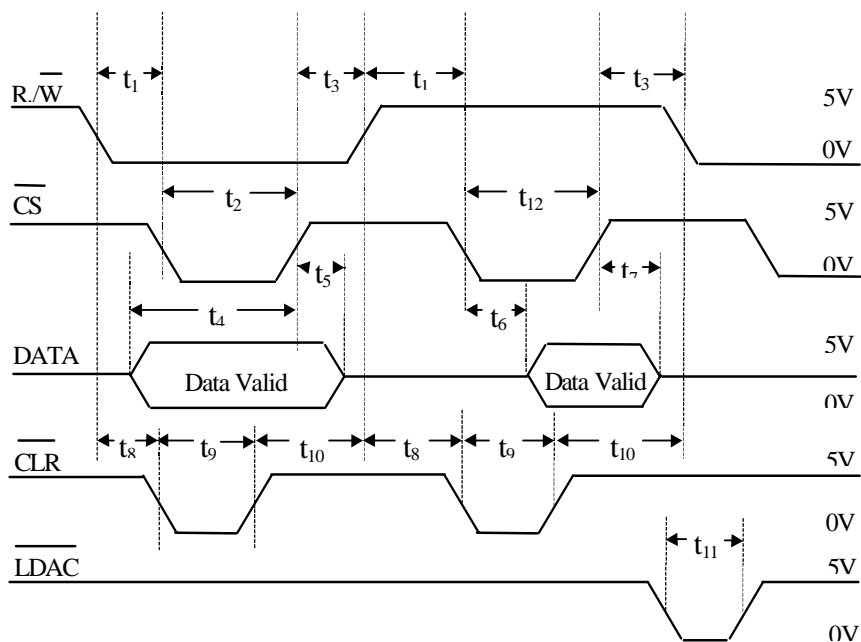 t1 t3 t1 t3
R./W 5V
0V
t2 t12
CS 5V
0V
t5 t7
t4 t6
DATA 5V
Data Valid Data Valid
0V
t8 t9 t10 t8 t9 t10
CLR 5V
0V
t11
LDAC 5V
0V